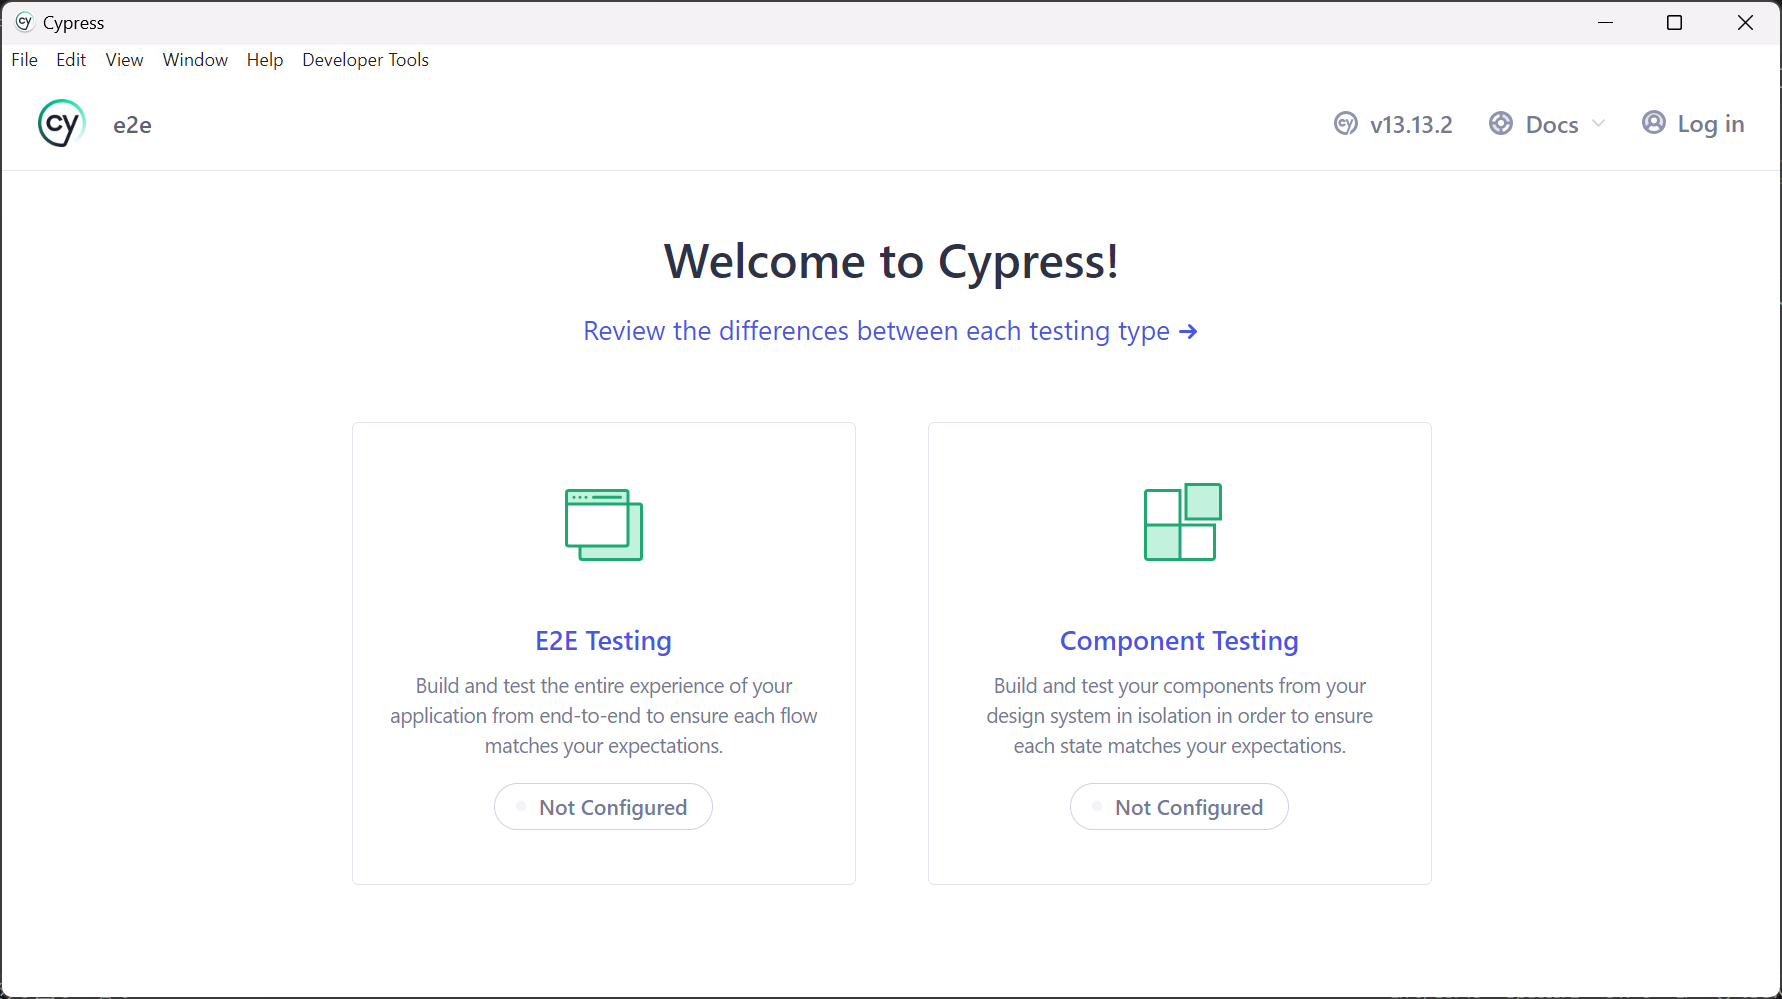 Cypress
File Edit View Window Help Developer Tools
cy e2e v13.13.2 Docs Log in
Welcome to Cypress!
Review the differences between each testing type →
E2E Testing
Build and test the entire experience of your
application from end-to-end to ensure each flow
matches your expectations.
Not Configured
Component Testing
Build and test your components from your
design system in isolation in order to ensure
each state matches your expectations.
Not Configured